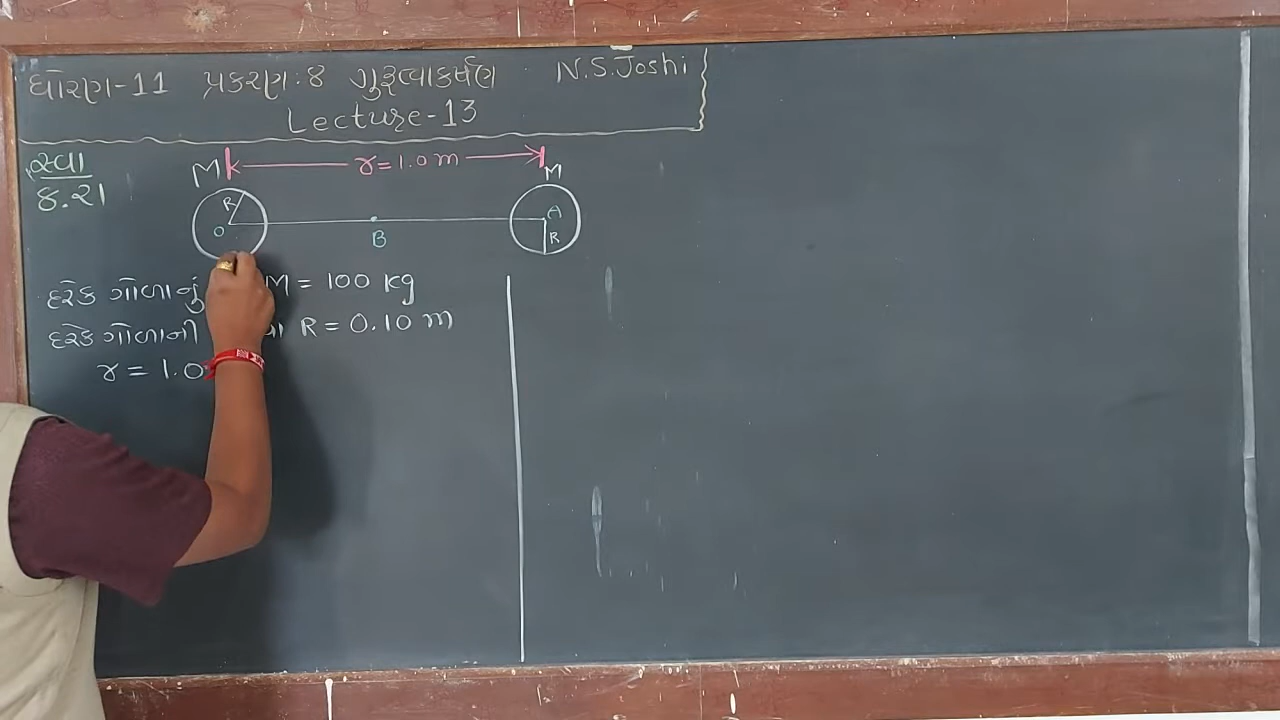 ધોરણ-11 પ્રકરણ:8 ગુરુત્વાકર્ષણ N.S.Joshi
Lecture-13
સ્વા
8.21
M r=1.0m M
R O B A R
દરેક ગોળાનું M = 100 kg
દરેક ગોળાની R = 0.10 m
r = 1.0